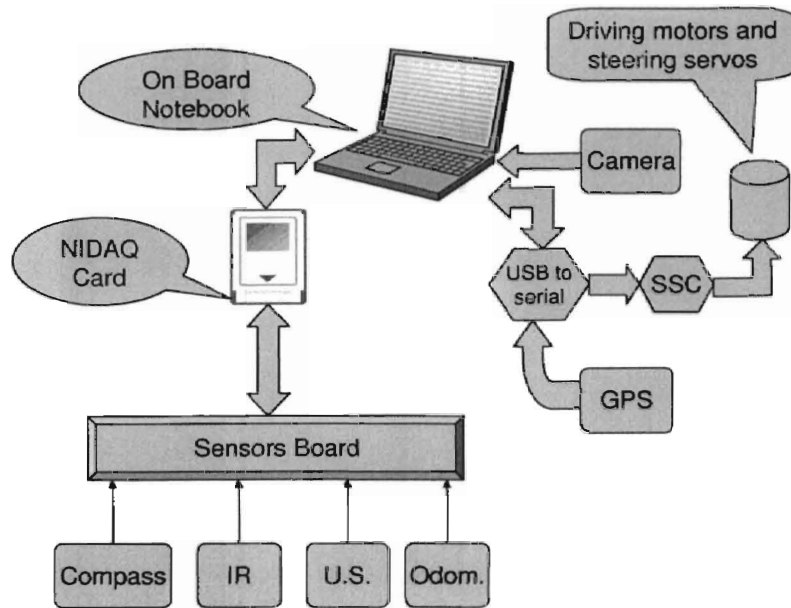 Driving motors and
steering servos
On Board
Notebook
Camera
NIDAQ
Card
USB to
serial
SSC
GPS
Sensors Board
Compass
IR
U.S.
Odom.